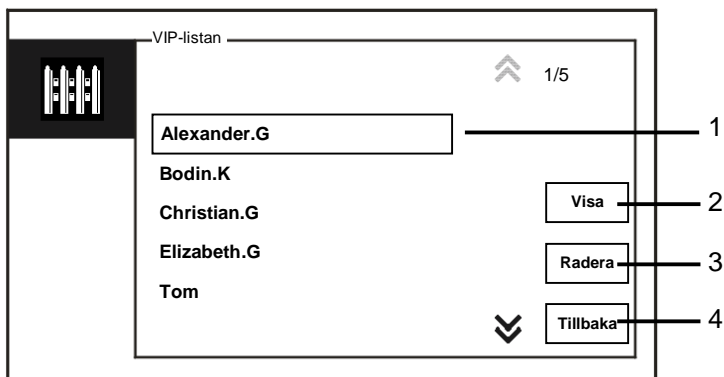 VIP-listan
1/5
Alexander.G
1
Bodin.K
Christian.G
Visa
2
Elizabeth.G
Radera
3
Tom
Tillbaka
4